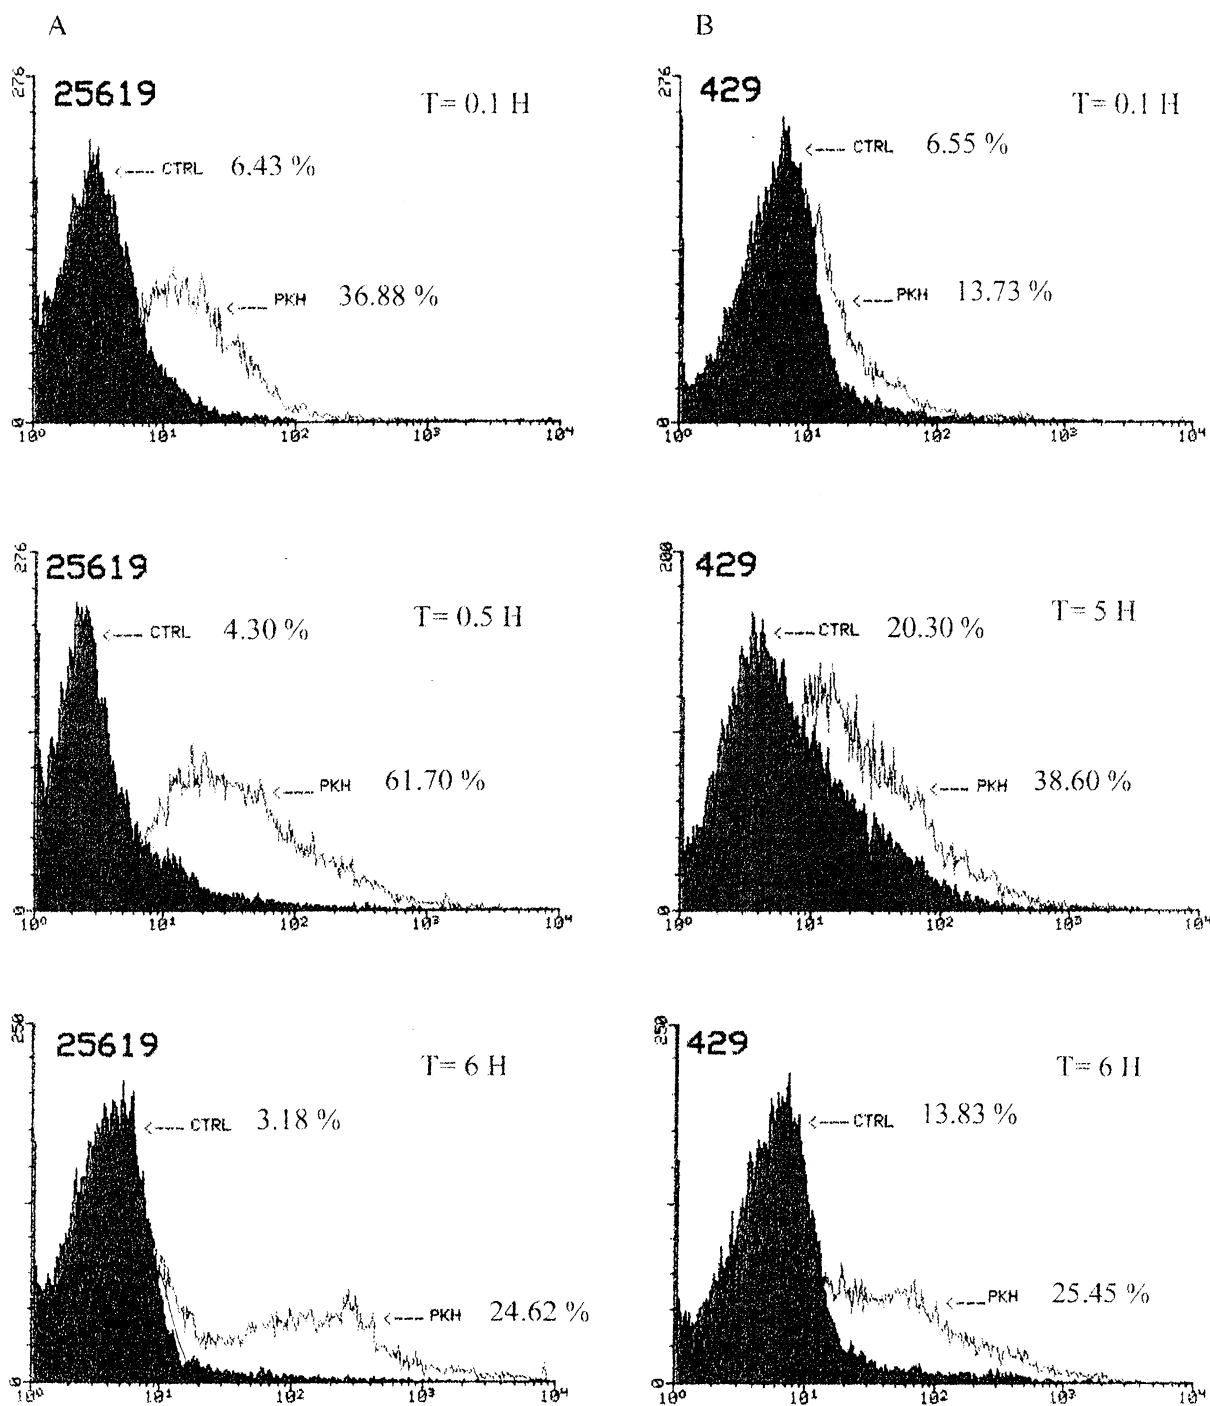 A
B
276
25619
T= 0.1 H
<--- CTRL 6.43 %
<--- PKH 36.88 %
0
10⁰ 10¹ 10² 10³ 10⁴
276
429
T= 0.1 H
<--- CTRL 6.55 %
<--- PKH 13.73 %
0
10⁰ 10¹ 10² 10³ 10⁴
276
25619
T= 0.5 H
<--- CTRL 4.30 %
<--- PKH 61.70 %
0
10⁰ 10¹ 10² 10³ 10⁴
200
429
T= 5 H
<--- CTRL 20.30 %
<--- PKH 38.60 %
0
10⁰ 10¹ 10² 10³ 10⁴
250
25619
T= 6 H
<--- CTRL 3.18 %
<--- PKH 24.62 %
0
10⁰ 10¹ 10² 10³ 10⁴
250
429
T= 6 H
<--- CTRL 13.83 %
<--- PKH 25.45 %
0
10⁰ 10¹ 10² 10³ 10⁴